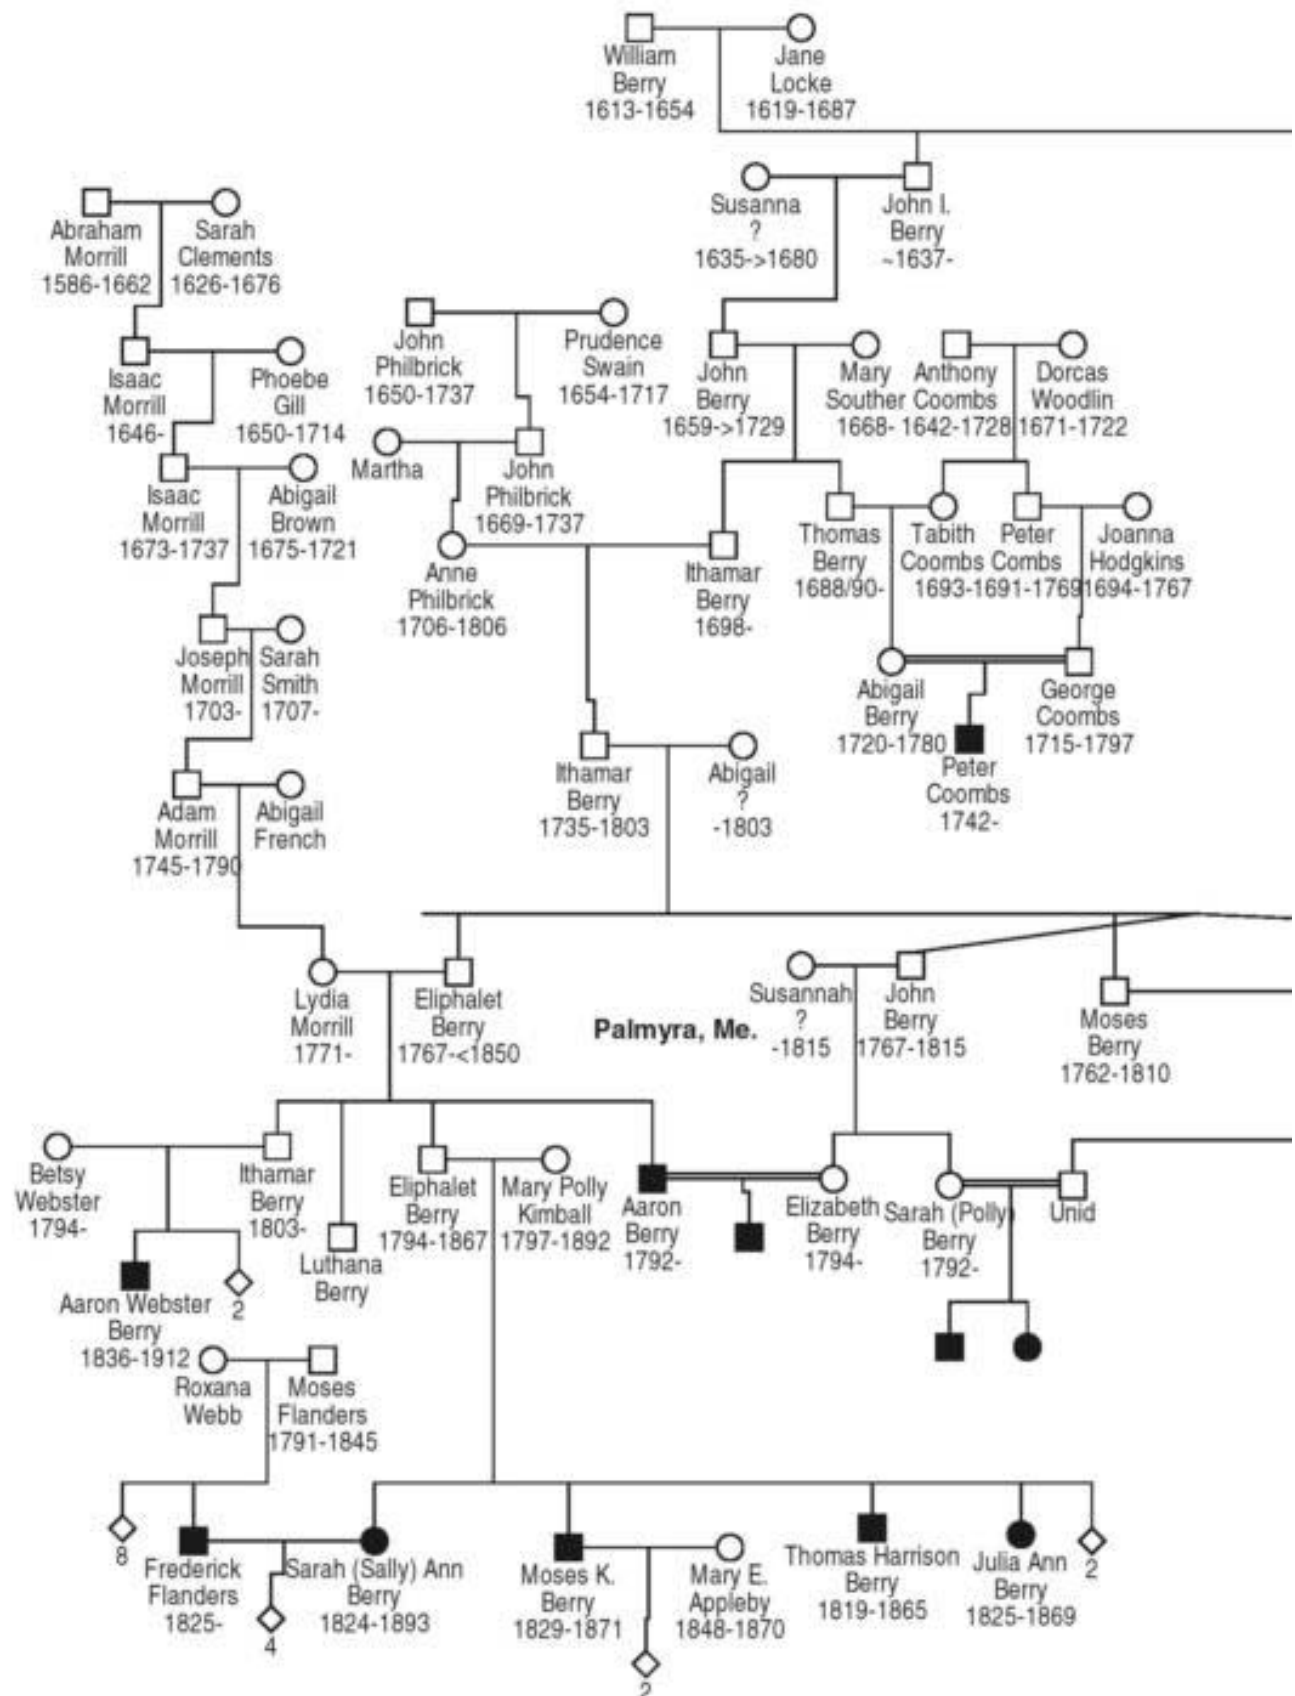 William
Berry
1613-1654
Jane
Locke
1619-1687
Susanna
?
1635->1680
John I.
Berry
~1637-
Abraham
Morrill
1586-1662
Sarah
Clements
1626-1676
John
Philbrick
1650-1737
Prudence
Swain
1654-1717
John
Berry
1659->1729
Mary
Souther
1668-
Anthony
Coombs
1642-1728
Dorcas
Woodlin
1671-1722
Isaac
Morrill
1646-
Phoebe
Gill
1650-1714
Martha
John
Philbrick
1669-1737
Isaac
Morrill
1673-1737
Abigail
Brown
1675-1721
Anne
Philbrick
1706-1806
Ithamar
Berry
1698-
Thomas
Berry
1688/90-
Tabith
Coombs
1693-
Peter
Combs
1691-1769
Joanna
Hodgkins
1694-1767
Joseph
Morrill
1703-
Sarah
Smith
1707-
Abigail
Berry
1720-1780
George
Coombs
1715-1797
Peter
Coombs
1742-
Adam
Morrill
1745-1790
Abigail
French
Ithamar
Berry
1735-1803
Abigail
?
-1803
Lydia
Morrill
1771-
Eliphalet
Berry
1767-<1850
Palmyra, Me.
Susannah
?
-1815
John
Berry
1767-1815
Moses
Berry
1762-1810
Betsy
Webster
1794-
Ithamar
Berry
1803-
Luthana
Berry
Eliphalet
Berry
1794-1867
Mary Polly
Kimball
1797-1892
Aaron
Berry
1792-
Elizabeth
Berry
1794-
Sarah (Polly)
Berry
1792-
Unid
Aaron Webster
Berry
1836-1912
2
Roxana
Webb
Moses
Flanders
1791-1845
8
Frederick
Flanders
1825-
4
Sarah (Sally) Ann
Berry
1824-1893
Moses K.
Berry
1829-1871
2
Mary E.
Appleby
1848-1870
Thomas Harrison
Berry
1819-1865
Julia Ann
Berry
1825-1869
2